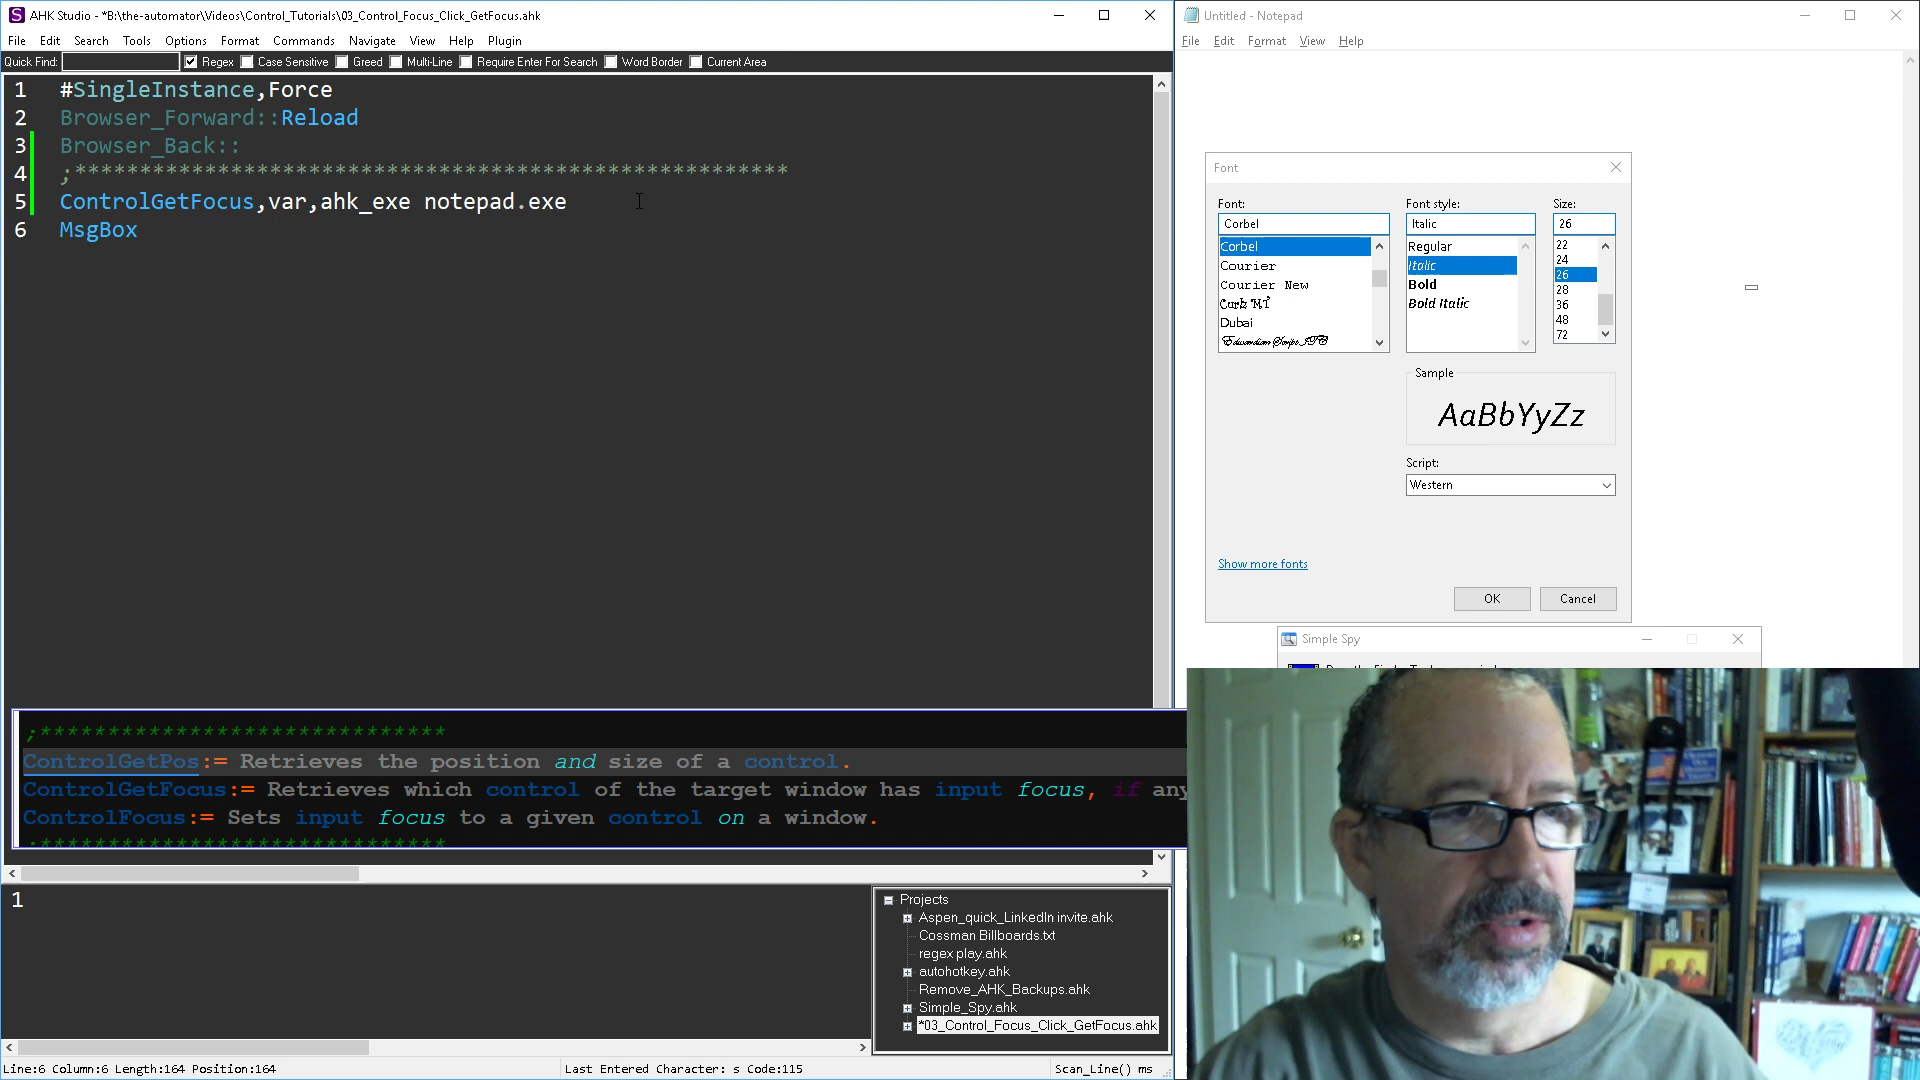 AHK Studio - *B:\the-automator\Videos\Control_Tutorials\03_Control_Focus_Click_GetFocus.ahk
File Edit Search Tools Options Format Commands Navigate View Help Plugin
Quick Find: Regex Case Sensitive Greed Multi-Line Require Enter For Search Word Border Current Area
1 #SingleInstance,Force
2 Browser_Forward::Reload
3 Browser_Back::
4 ;*******************************************************
5 ControlGetFocus,var,ahk_exe notepad.exe
6 MsgBox
;******************************
ControlGetPos:= Retrieves the position and size of a control.
ControlGetFocus:= Retrieves which control of the target window has input focus, if any
ControlFocus:= Sets input focus to a given control on a window.
;******************************
1
Projects
Aspen_quick_LinkedIn invite.ahk
Cossman Billboards.txt
regex play.ahk
autohotkey.ahk
Remove_AHK_Backups.ahk
Simple_Spy.ahk
*03_Control_Focus_Click_GetFocus.ahk
Line:6 Column:6 Length:164 Position:164 Last Entered Character: s Code:115 Scan_Line() ms
Untitled - Notepad
File Edit Format View Help
Font
Font: Font style: Size:
Corbel Italic 26
Corbel
Courier
Courier New
Curlz MT
Dubai
Edwardian Script ITC
Regular
Italic
Bold
Bold Italic
22
24
26
28
36
48
72
Sample
AaBbYyZz
Script:
Western
Show more fonts
OK Cancel
Simple Spy